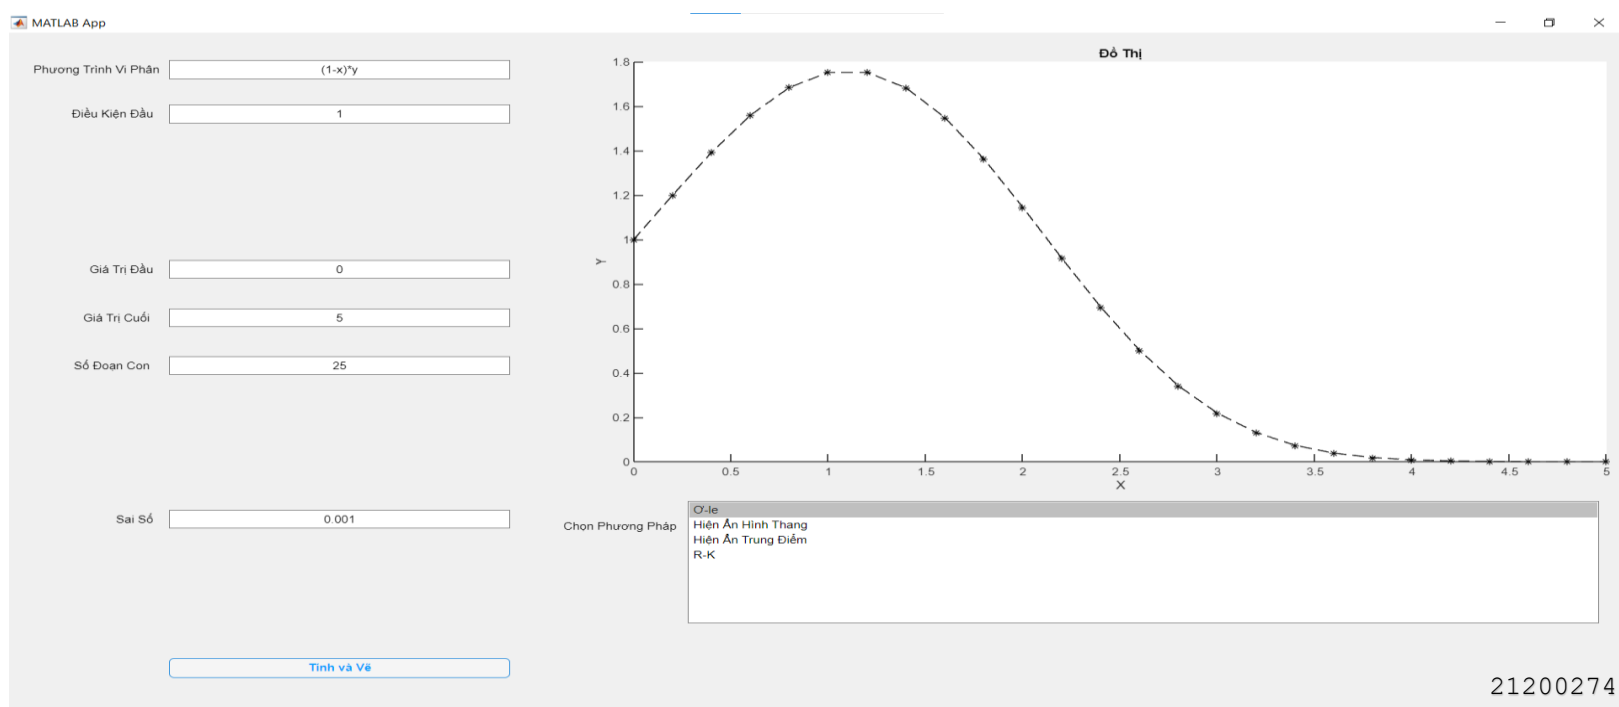 MATLAB App
Phương Trình Vi Phân
(1-x)*y
Điều Kiện Đầu
1
Giá Trị Đầu
0
Giá Trị Cuối
5
Số Đoạn Con
25
Sai Số
0.001
Tính và Vẽ
Đồ Thị
1.8
1.6
1.4
1.2
1
Y
0.8
0.6
0.4
0.2
0
0 0.5 1 1.5 2 2.5 3 3.5 4 4.5 5
X
Chọn Phương Pháp
Ơ-le
Hiện Ẩn Hình Thang
Hiện Ẩn Trung Điểm
R-K
21200274